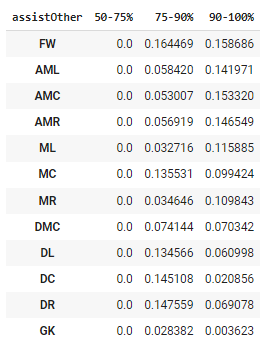 assistOther 50-75% 75-90% 90-100%
FW 0.0 0.164469 0.158686
AML 0.0 0.058420 0.141971
AMC 0.0 0.053007 0.153320
AMR 0.0 0.056919 0.146549
ML 0.0 0.032716 0.115885
MC 0.0 0.135531 0.099424
MR 0.0 0.034646 0.109843
DMC 0.0 0.074144 0.070342
DL 0.0 0.134566 0.060998
DC 0.0 0.145108 0.020856
DR 0.0 0.147559 0.069078
GK 0.0 0.028382 0.003623